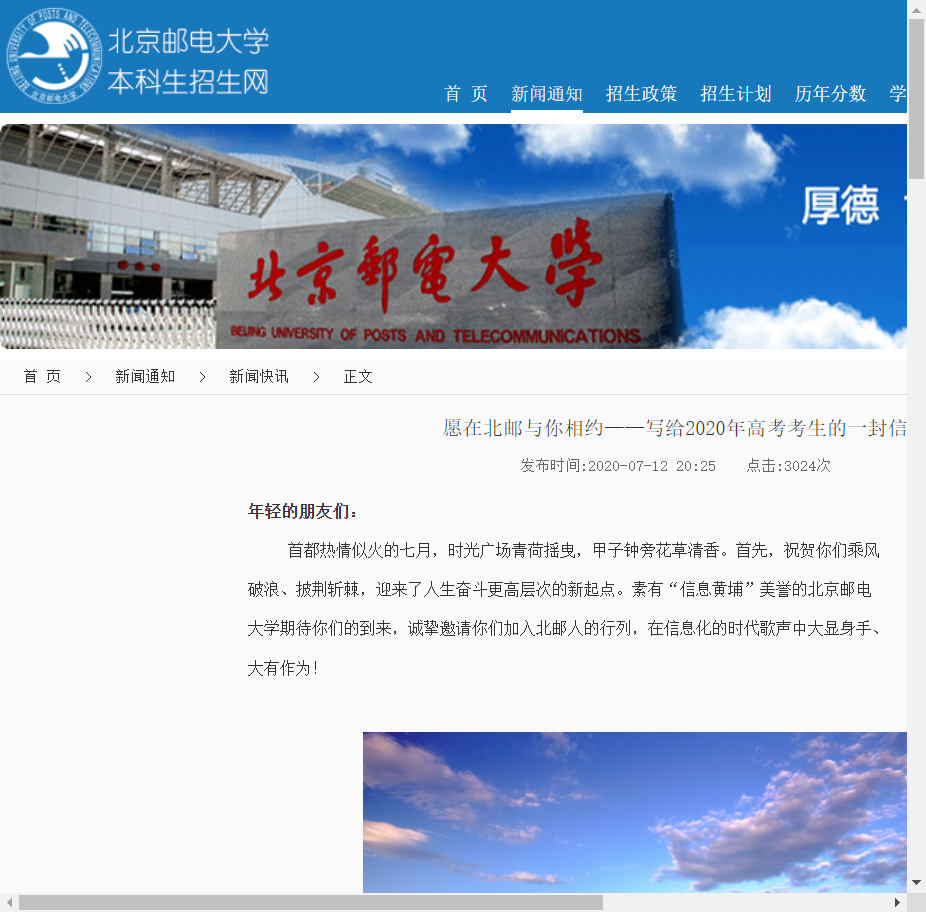 北京邮电大学
本科生招生网
BEIJING UNIVERSITY OF POSTS AND TELECOMMUNICATIONS
北京邮电大学
首 页 新闻通知 招生政策 招生计划 历年分数 学
厚德
北京郵電大学
BEIJING UNIVERSITY OF POSTS AND TELECOMMUNICATIONS
首 页 > 新闻通知 > 新闻快讯 > 正文
愿在北邮与你相约——写给2020年高考考生的一封信
发布时间:2020-07-12 20:25 点击:3024次
年轻的朋友们：
首都热情似火的七月，时光广场青荷摇曳，甲子钟旁花草清香。首先，祝贺你们乘风
破浪、披荆斩棘，迎来了人生奋斗更高层次的新起点。素有“信息黄埔”美誉的北京邮电
大学期待你们的到来，诚挚邀请你们加入北邮人的行列，在信息化的时代歌声中大显身手、
大有作为！